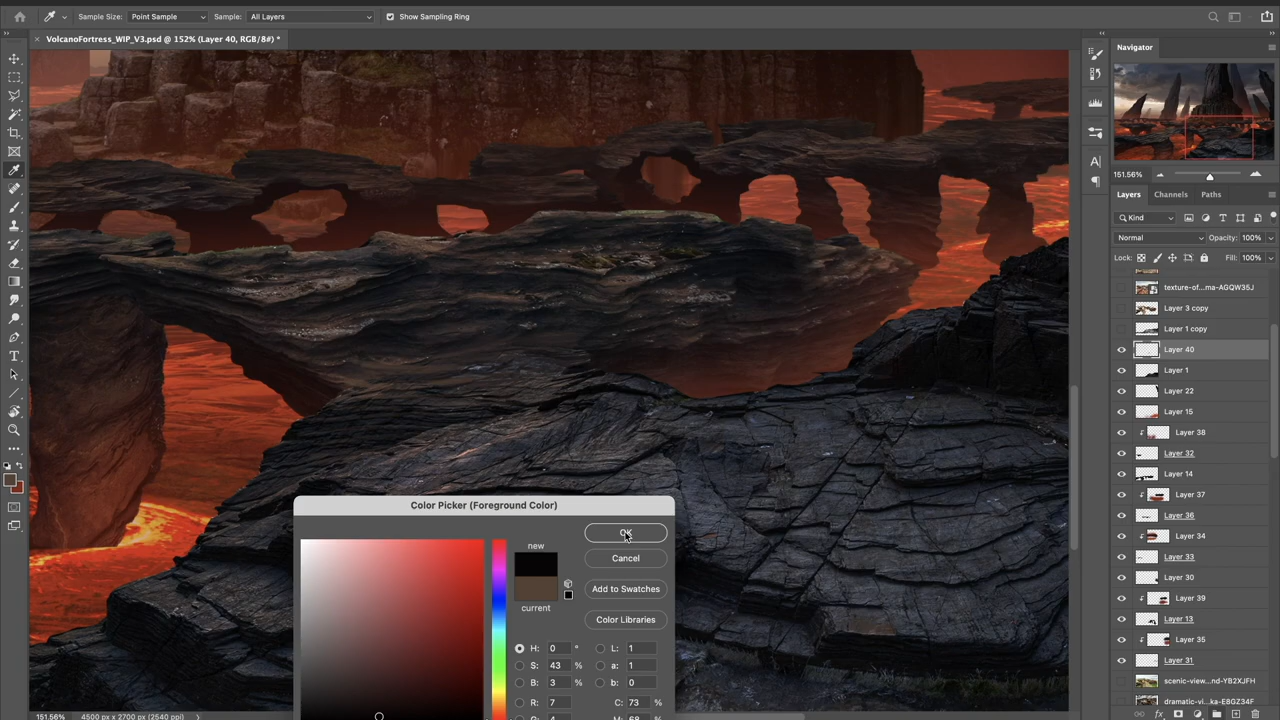 Sample Size: Point Sample Sample: All Layers Show Sampling Ring
VolcanoFortress_WIP_V3.psd @ 152% (Layer 40, RGB/8#) *
Navigator
151.56%
Layers Channels Paths
Kind
Normal Opacity: 100%
Lock: Fill: 100%
texture-of...ma-AGQW35J
Layer 3 copy
Layer 1 copy
Layer 40
Layer 1
Layer 22
Layer 15
Layer 38
Layer 32
Layer 14
Layer 37
Layer 36
Layer 34
Layer 33
Layer 30
Layer 39
Layer 13
Layer 35
Layer 31
scenic-view...nd-YB2XJFH
dramatic-vi...ka-E8GZ34F
Color Picker (Foreground Color)
new
current
OK
Cancel
Add to Swatches
Color Libraries
H: 0 ° L: 1
S: 43 % a: 1
B: 3 % b: 0
R: 7 C: 73 %
G: 4 M: 68 %
151.56% 4500 px x 2700 px (2540 ppi)